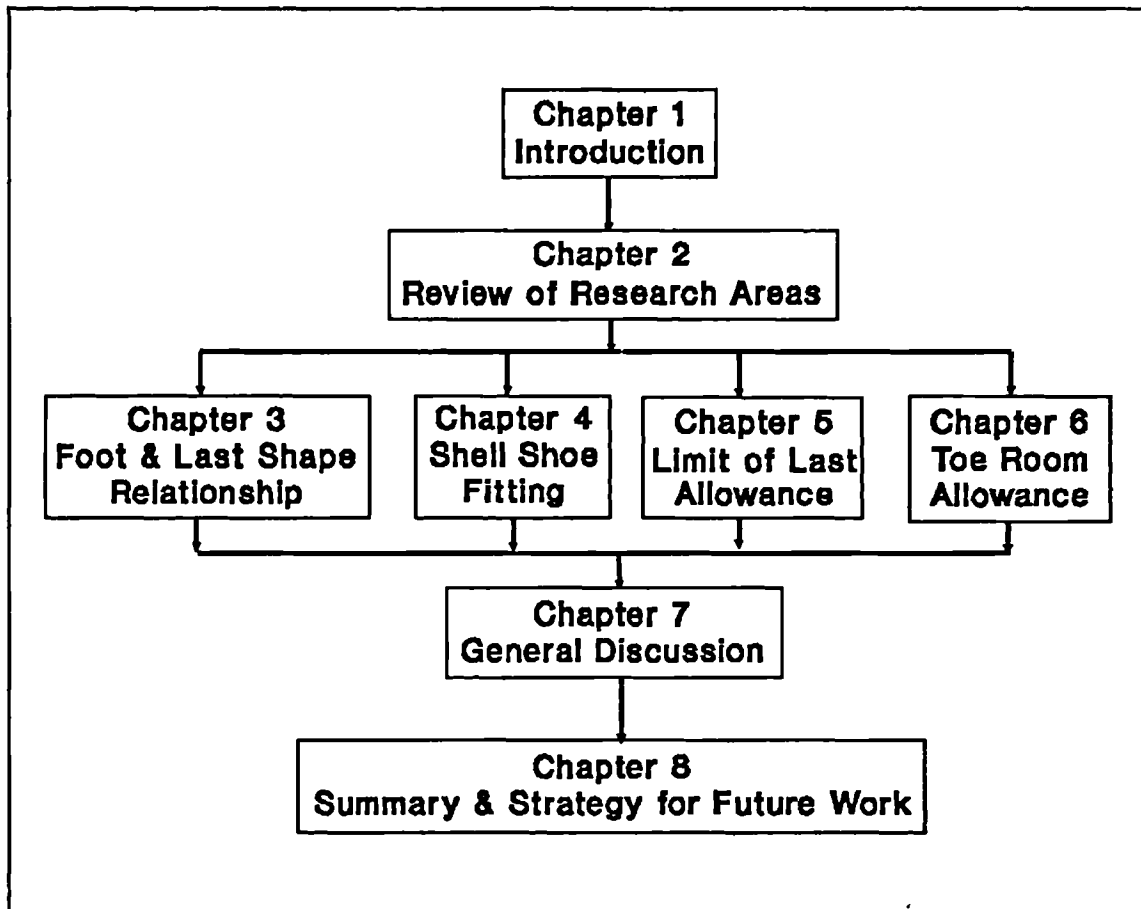 Chapter 1
Introduction
Chapter 2
Review of Research Areas
Chapter 3
Foot & Last Shape
Relationship
Chapter 4
Shell Shoe
Fitting
Chapter 5
Limit of Last
Allowance
Chapter 6
Toe Room
Allowance
Chapter 7
General Discussion
Chapter 8
Summary & Strategy for Future Work